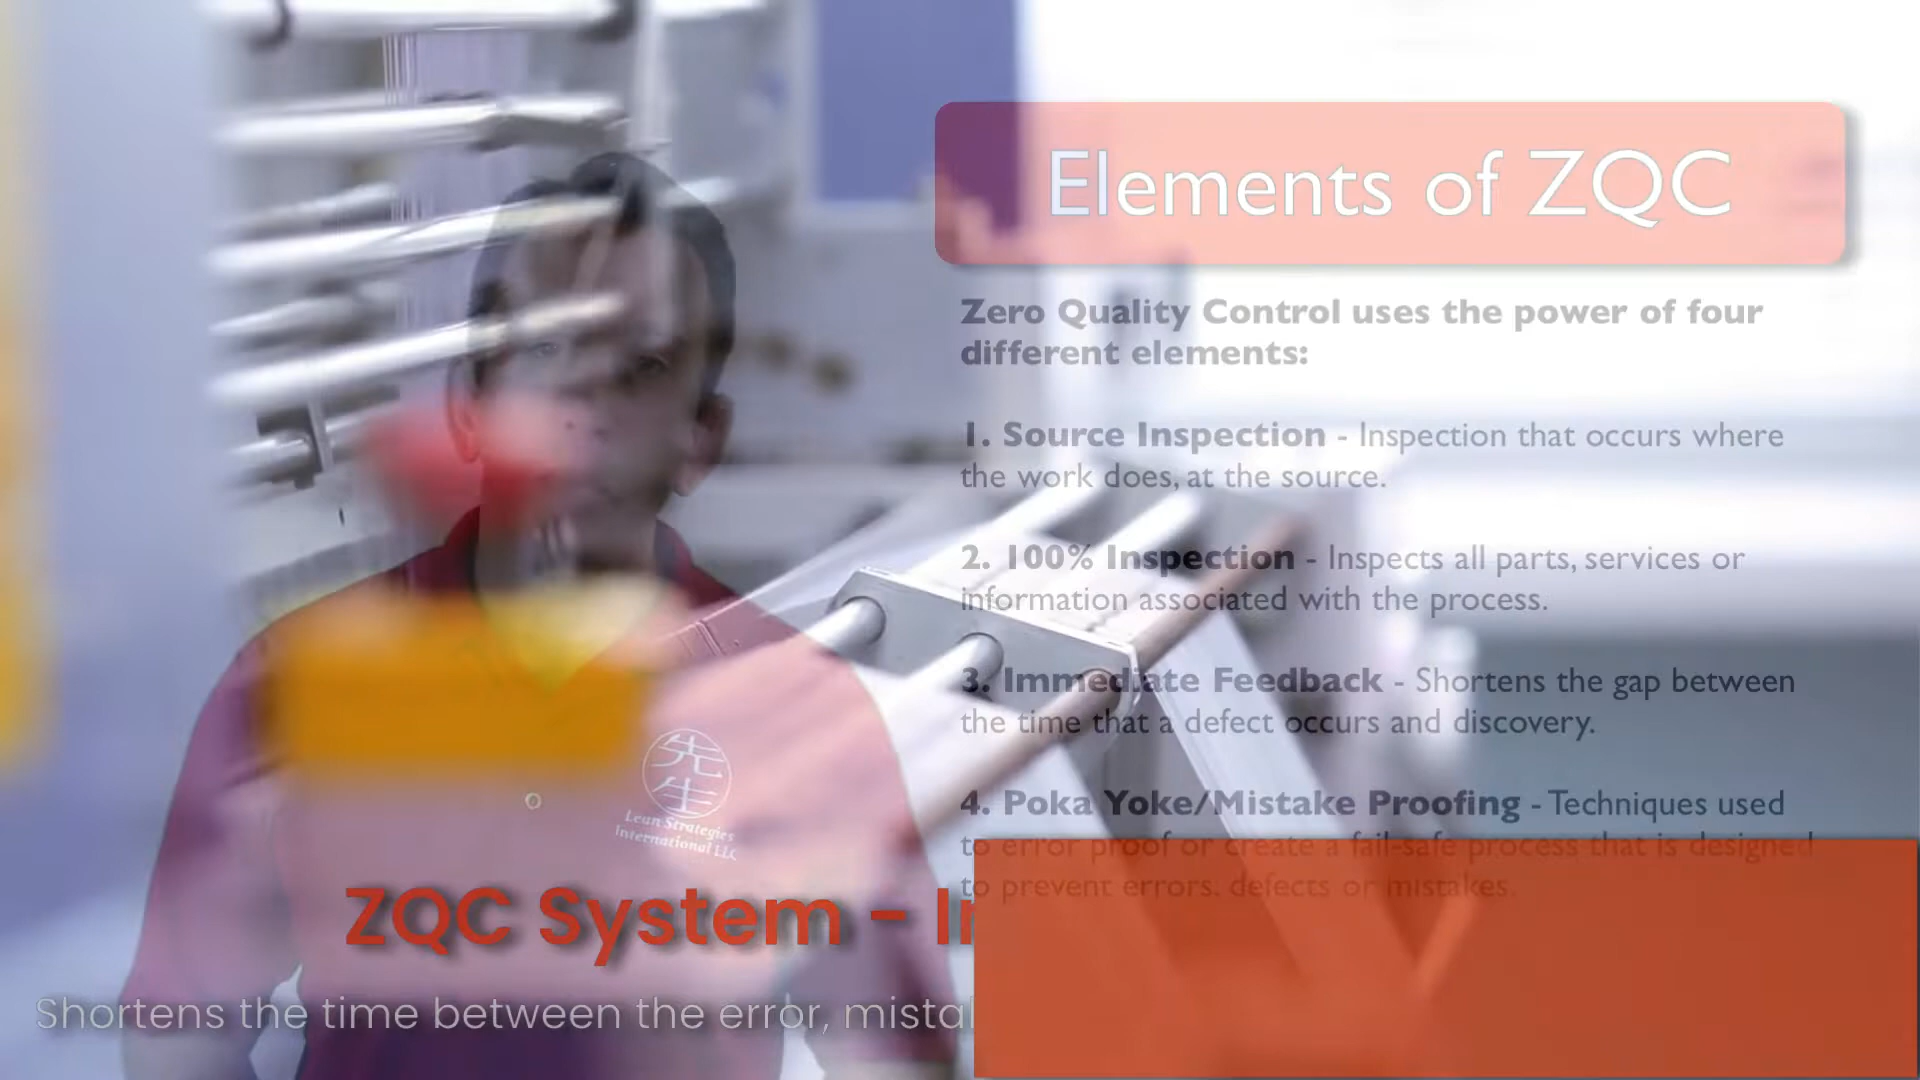 Elements of ZQC
Zero Quality Control uses the power of four
different elements:
1. Source Inspection - Inspection that occurs where
the work does, at the source.
2. 100% Inspection - Inspects all parts, services or
information associated with the process.
3. Immediate Feedback - Shortens the gap between
the time that a defect occurs and discovery.
4. Poka Yoke/Mistake Proofing - Techniques used
to error proof or create a fail-safe process that is designed
to prevent errors, defects or mistakes.
先
生
Lean Strategies
International LLC
ZQC System -
Shortens the time between the error,